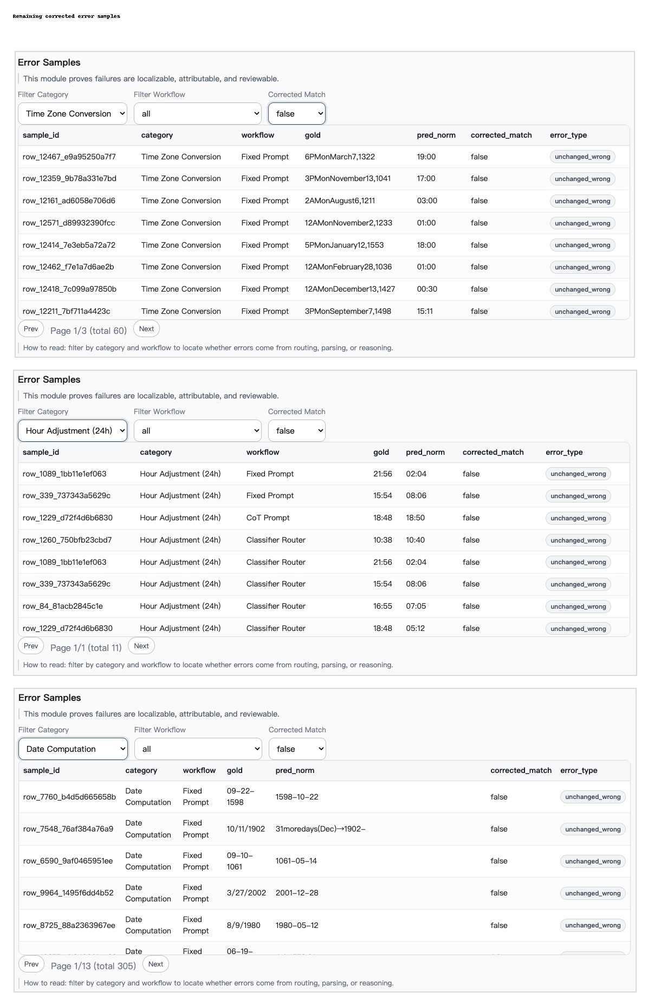 Remaining corrected error samples
Error Samples
This module proves failures are localizable, attributable, and reviewable.
Filter Category Filter Workflow Corrected Match
Time Zone Conversion all false
sample_id category workflow gold pred_norm corrected_match error_type
row_12467_e9a95250a7f7 Time Zone Conversion Fixed Prompt 6PMonMarch7,1322 19:00 false unchanged_wrong
row_12359_9b78a331e7bd Time Zone Conversion Fixed Prompt 3PMonNovember13,1041 17:00 false unchanged_wrong
row_12161_ad6058e706d6 Time Zone Conversion Fixed Prompt 2AMonAugust6,1211 03:00 false unchanged_wrong
row_12571_d89932390fcc Time Zone Conversion Fixed Prompt 12AMonNovember2,1233 01:00 false unchanged_wrong
row_12414_7e3eb5a72a72 Time Zone Conversion Fixed Prompt 5PMonJanuary12,1553 18:00 false unchanged_wrong
row_12462_f7e1a7d6ae2b Time Zone Conversion Fixed Prompt 12AMonFebruary28,1036 01:00 false unchanged_wrong
row_12418_7c099a97850b Time Zone Conversion Fixed Prompt 12AMonDecember13,1427 00:30 false unchanged_wrong
row_12211_7bf711a4423c Time Zone Conversion Fixed Prompt 3PMonSeptember7,1498 15:11 false unchanged_wrong
Prev Page 1/3 (total 60) Next
How to read: filter by category and workflow to locate whether errors come from routing, parsing, or reasoning.
Error Samples
This module proves failures are localizable, attributable, and reviewable.
Filter Category Filter Workflow Corrected Match
Hour Adjustment (24h) all false
sample_id category workflow gold pred_norm corrected_match error_type
row_1089_1bb11e1ef063 Hour Adjustment (24h) Fixed Prompt 21:56 02:04 false unchanged_wrong
row_339_737343a5629c Hour Adjustment (24h) Fixed Prompt 15:54 08:06 false unchanged_wrong
row_1229_d72f4d6b6830 Hour Adjustment (24h) CoT Prompt 18:48 18:50 false unchanged_wrong
row_1260_750bfb23cbd7 Hour Adjustment (24h) Classifier Router 10:38 10:40 false unchanged_wrong
row_1089_1bb11e1ef063 Hour Adjustment (24h) Classifier Router 21:56 02:04 false unchanged_wrong
row_339_737343a5629c Hour Adjustment (24h) Classifier Router 15:54 08:06 false unchanged_wrong
row_84_81acb2845c1e Hour Adjustment (24h) Classifier Router 16:55 07:05 false unchanged_wrong
row_1229_d72f4d6b6830 Hour Adjustment (24h) Classifier Router 18:48 05:12 false unchanged_wrong
Prev Page 1/1 (total 11) Next
How to read: filter by category and workflow to locate whether errors come from routing, parsing, or reasoning.
Error Samples
This module proves failures are localizable, attributable, and reviewable.
Filter Category Filter Workflow Corrected Match
Date Computation all false
sample_id category workflow gold pred_norm corrected_match error_type
Date Fixed 09-22-
row_7760_b4d5d665658b 1598-10-22 false unchanged_wrong
Computation Prompt 1598
Date Fixed
row_7548_76af384a76a9 10/11/1902 31moredays(Dec)→1902- false unchanged_wrong
Computation Prompt
Date Fixed 09-10-
row_6590_9af0465951ee 1061-05-14 false unchanged_wrong
Computation Prompt 1061
Date Fixed
row_9964_1495f6dd4b52 3/27/2002 2001-12-28 false unchanged_wrong
Computation Prompt
Date Fixed
row_8725_88a2363967ee 8/9/1980 1980-05-12 false unchanged_wrong
Computation Prompt
Date Fixed 06-19-
Prev Page 1/13 (total 305) Next
How to read: filter by category and workflow to locate whether errors come from routing, parsing, or reasoning.